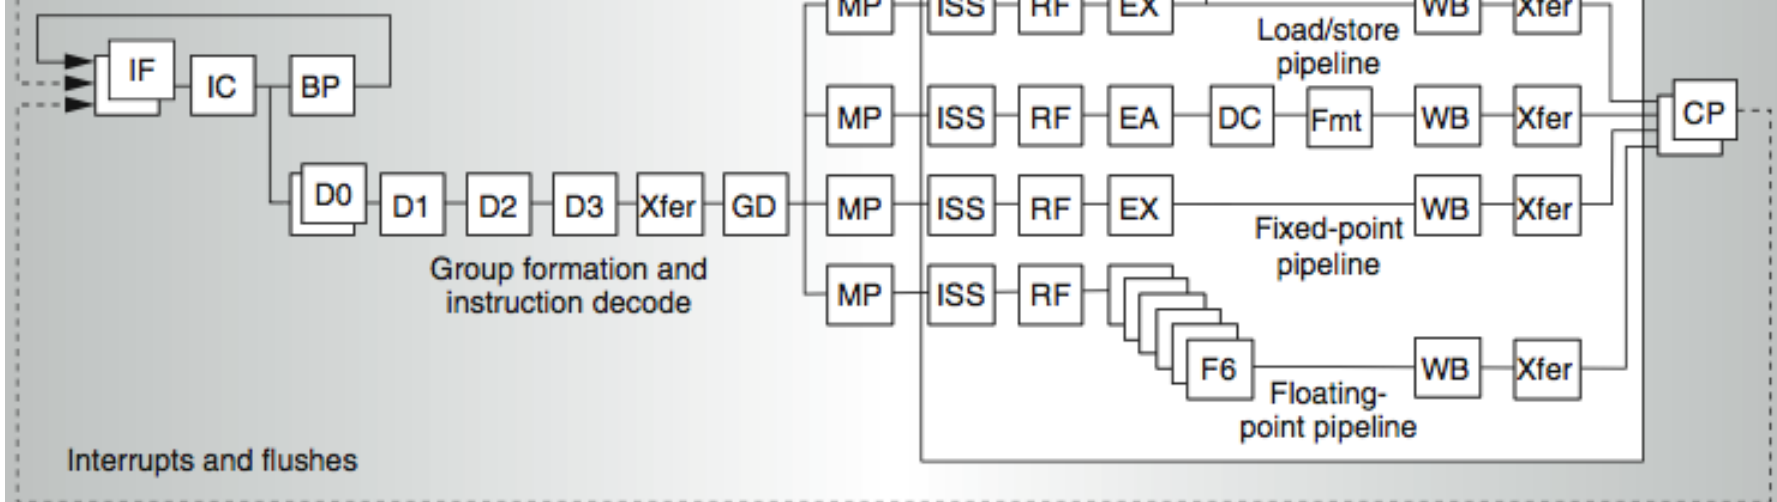 MP ISS RF EX WB Xfer
Load/store
pipeline
IF IC BP
MP ISS RF EA DC Fmt WB Xfer CP
D0 D1 D2 D3 Xfer GD MP ISS RF EX WB Xfer
Fixed-point
pipeline
Group formation and
instruction decode
MP ISS RF
F6 WB Xfer
Floating-
point pipeline
Interrupts and flushes